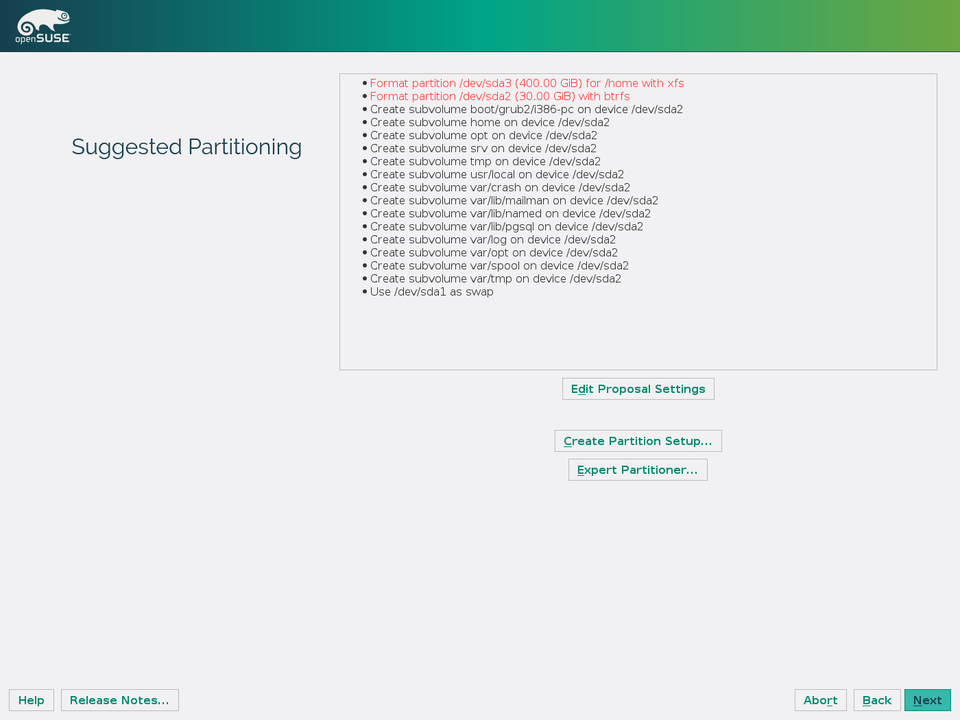 openSUSE
Suggested Partitioning
• Format partition /dev/sda3 (400.00 GiB) for /home with xfs
• Format partition /dev/sda2 (30.00 GiB) with btrfs
• Create subvolume boot/grub2/i386-pc on device /dev/sda2
• Create subvolume home on device /dev/sda2
• Create subvolume opt on device /dev/sda2
• Create subvolume srv on device /dev/sda2
• Create subvolume tmp on device /dev/sda2
• Create subvolume usr/local on device /dev/sda2
• Create subvolume var/crash on device /dev/sda2
• Create subvolume var/lib/mailman on device /dev/sda2
• Create subvolume var/lib/named on device /dev/sda2
• Create subvolume var/lib/pgsql on device /dev/sda2
• Create subvolume var/log on device /dev/sda2
• Create subvolume var/opt on device /dev/sda2
• Create subvolume var/spool on device /dev/sda2
• Create subvolume var/tmp on device /dev/sda2
• Use /dev/sda1 as swap
Edit Proposal Settings
Create Partition Setup...
Expert Partitioner...
Help
Release Notes...
Abort
Back
Next